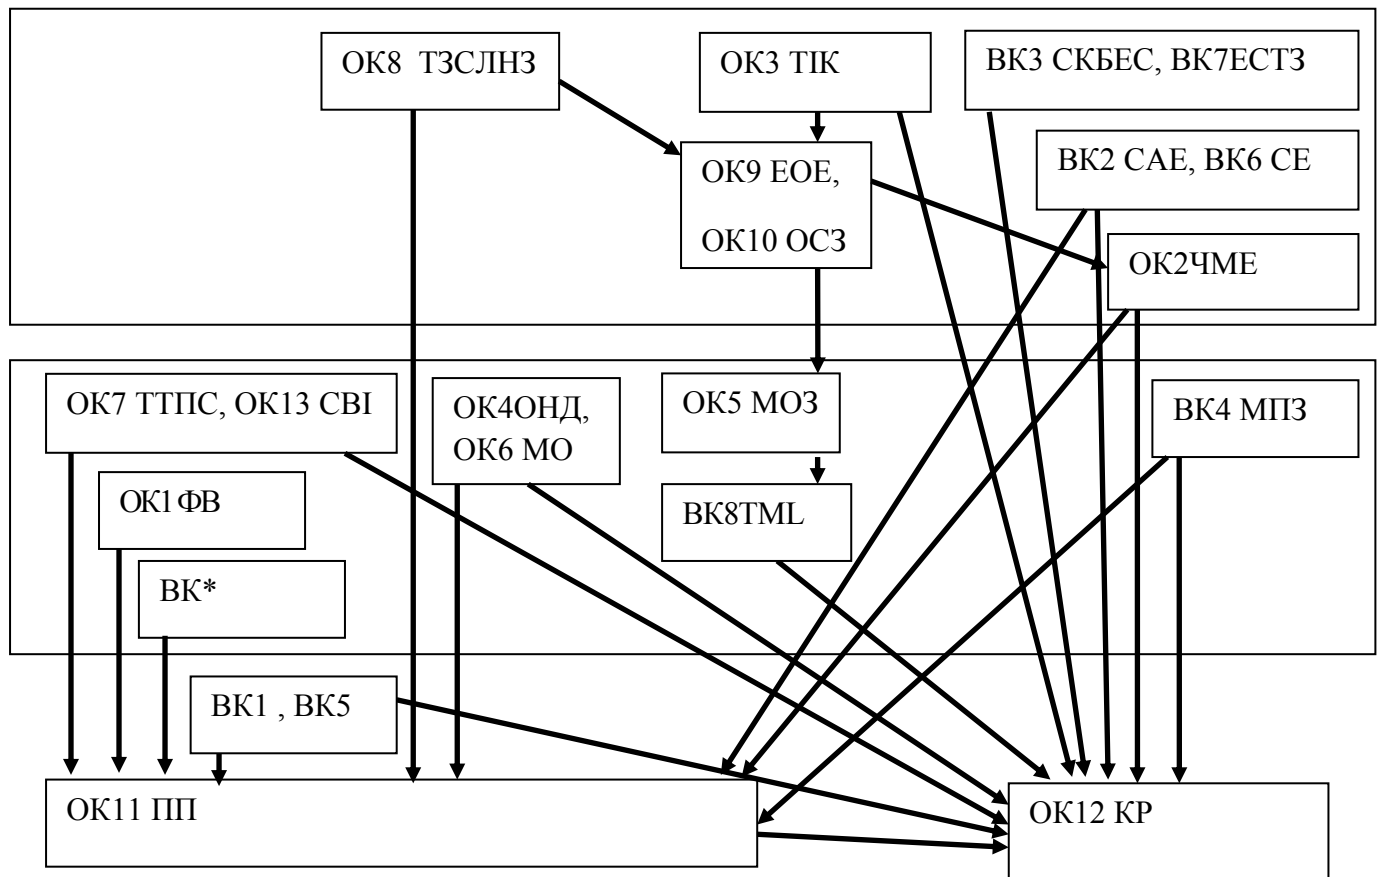 ОК8  ТЗСЛНЗ
ОК3 ТІК
ВК3 СКБЕС, ВК7ЕСТЗ
ОК9 ЕОЕ,
ОК10 ОСЗ
ВК2 САЕ, ВК6 СЕ
ОК2ЧМЕ
ОК7 ТТПС, ОК13 СВІ
ОК4ОНД,
ОК6 МО
ОК5 МОЗ
ВК4 МПЗ
ОК1ФВ
ВК8TML
ВК*
ВК1 , ВК5
ОК11 ПП
ОК12 КР